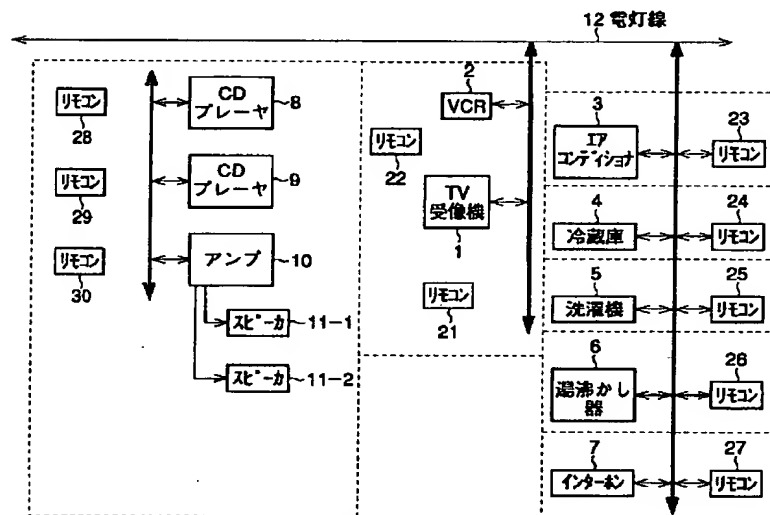 12 電灯線
リモコン
28
CD
プレーヤ
8
リモコン
29
CD
プレーヤ
9
リモコン
30
アンプ
10
スピーカ
11-1
スピーカ
11-2
2
VCR
リモコン
22
TV
受像機
1
リモコン
21
3
エア
コンディショナ
23
リモコン
4
冷蔵庫
24
リモコン
5
洗濯機
25
リモコン
6
湯沸かし
器
26
リモコン
7
インターホン
27
リモコン